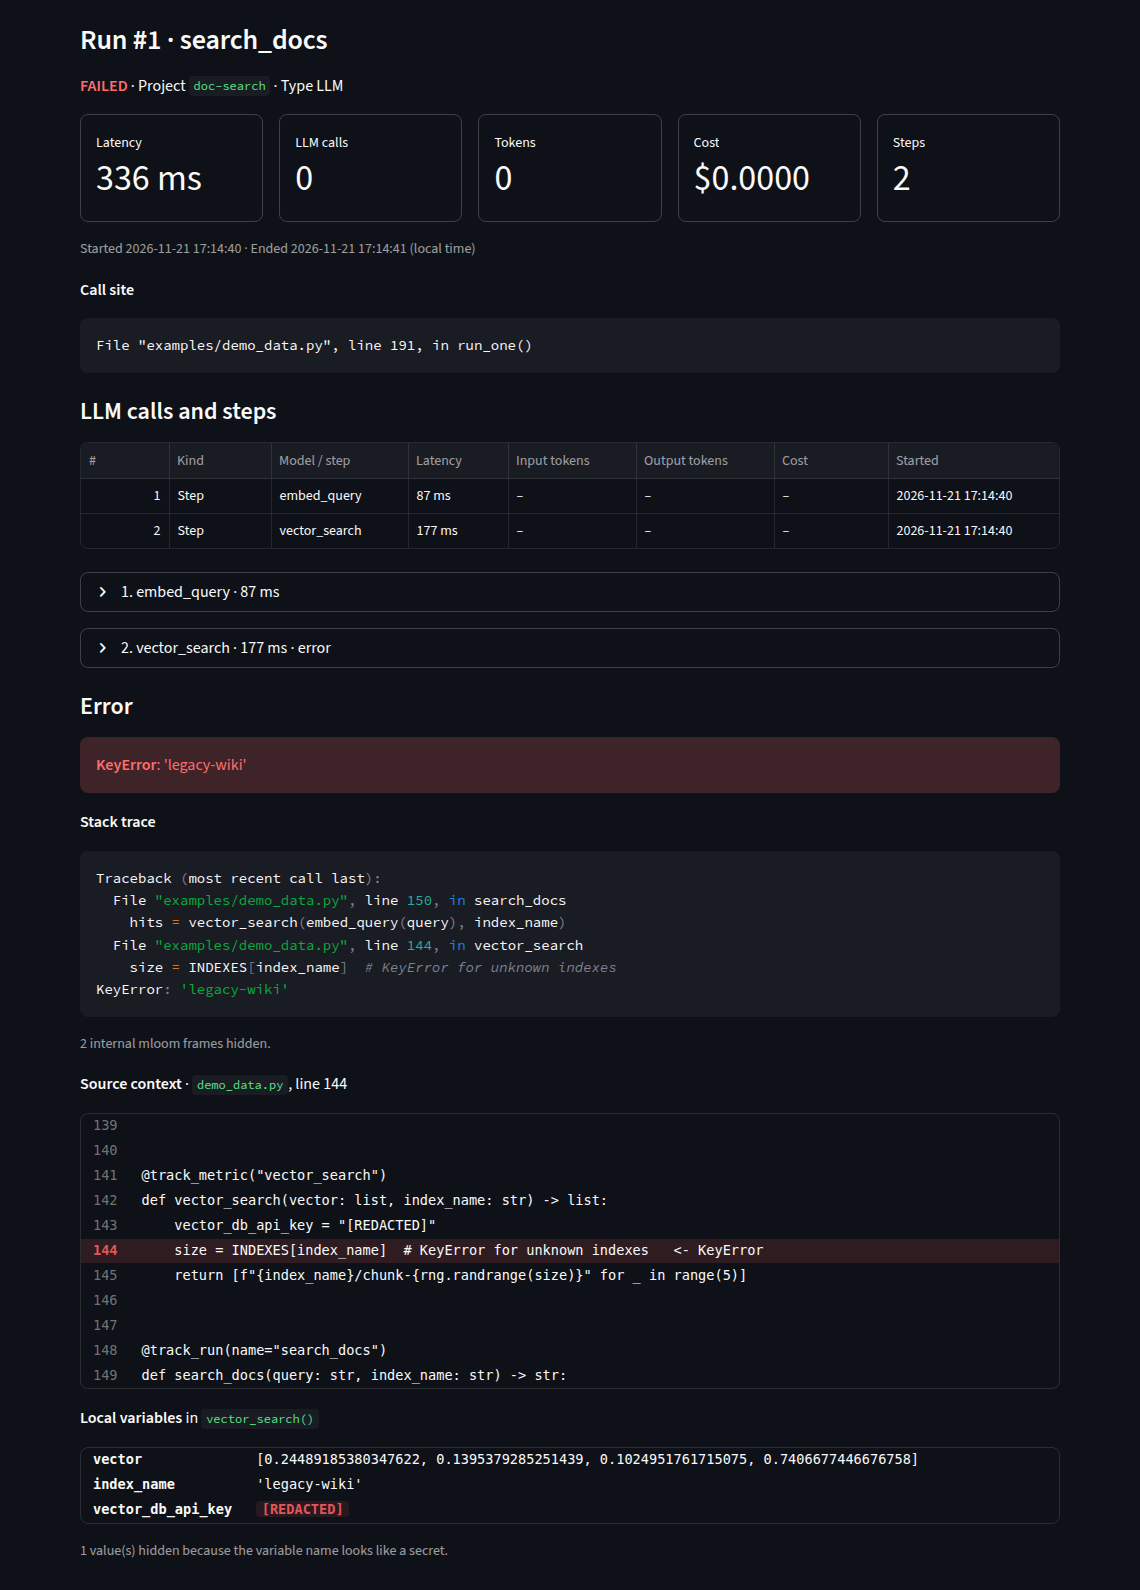 Run #1 · search_docs
FAILED · Project doc-search · Type LLM
Latency
336 ms
LLM calls
0
Tokens
0
Cost
$0.0000
Steps
2
Started 2026-11-21 17:14:40 · Ended 2026-11-21 17:14:41 (local time)
Call site
File "examples/demo_data.py", line 191, in run_one()
LLM calls and steps
# Kind Model / step Latency Input tokens Output tokens Cost Started
1 Step embed_query 87 ms – – – 2026-11-21 17:14:40
2 Step vector_search 177 ms – – – 2026-11-21 17:14:40
1. embed_query · 87 ms
2. vector_search · 177 ms · error
Error
KeyError: 'legacy-wiki'
Stack trace
Traceback (most recent call last):
  File "examples/demo_data.py", line 150, in search_docs
    hits = vector_search(embed_query(query), index_name)
  File "examples/demo_data.py", line 144, in vector_search
    size = INDEXES[index_name]  # KeyError for unknown indexes
KeyError: 'legacy-wiki'
2 internal mloom frames hidden.
Source context · demo_data.py, line 144
139
140
141 @track_metric("vector_search")
142 def vector_search(vector: list, index_name: str) -> list:
143     vector_db_api_key = "[REDACTED]"
144     size = INDEXES[index_name]  # KeyError for unknown indexes   <- KeyError
145     return [f"{index_name}/chunk-{rng.randrange(size)}" for _ in range(5)]
146
147
148 @track_run(name="search_docs")
149 def search_docs(query: str, index_name: str) -> str:
Local variables in vector_search()
vector [0.24489185380347622, 0.1395379285251439, 0.1024951761715075, 0.7406677446676758]
index_name 'legacy-wiki'
vector_db_api_key [REDACTED]
1 value(s) hidden because the variable name looks like a secret.